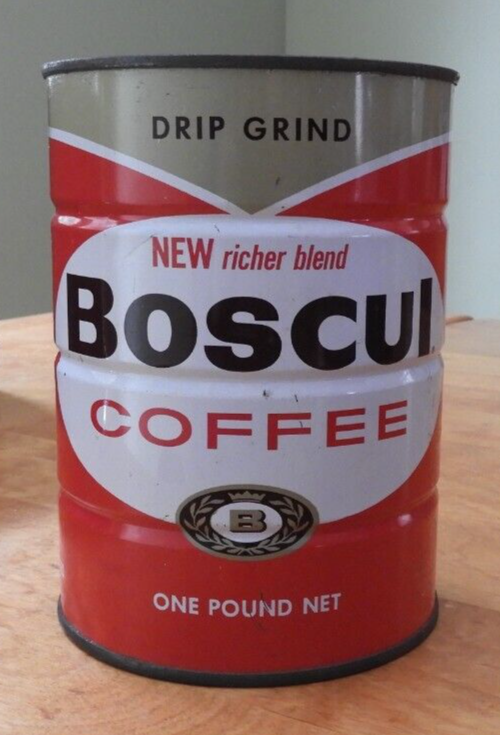 DRIP GRIND
NEW richer blend
Boscul
COFFEE
B
ONE POUND NET